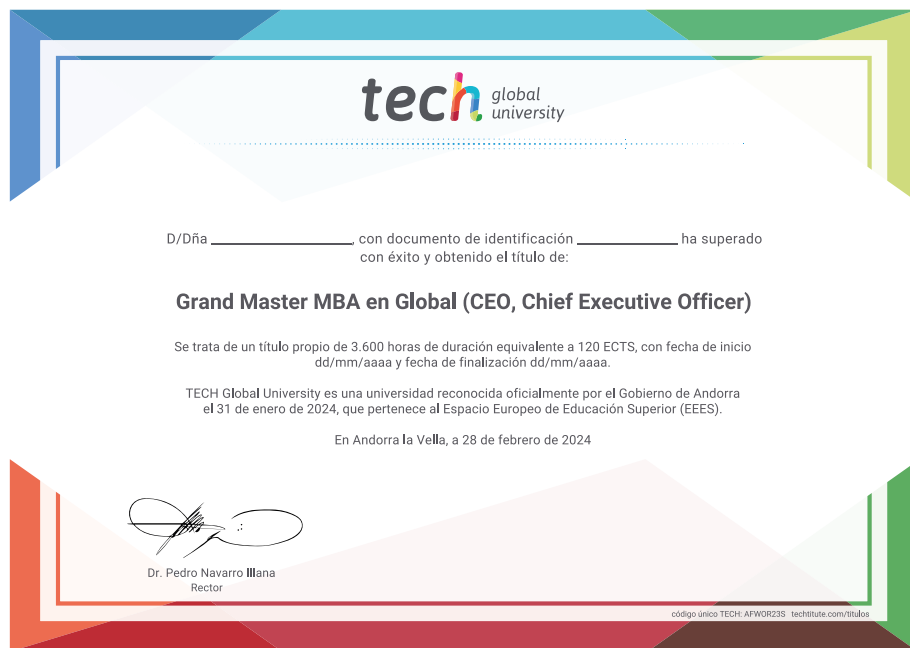 tech global
university
D/Dña ______________, con documento de identificación __________ ha superado
con éxito y obtenido el título de:
Grand Master MBA en Global (CEO, Chief Executive Officer)
Se trata de un título propio de 3.600 horas de duración equivalente a 120 ECTS, con fecha de inicio
dd/mm/aaaa y fecha de finalización dd/mm/aaaa.
TECH Global University es una universidad reconocida oficialmente por el Gobierno de Andorra
el 31 de enero de 2024, que pertenece al Espacio Europeo de Educación Superior (EEES).
En Andorra la Vella, a 28 de febrero de 2024
Dr. Pedro Navarro Illana
Rector
código único TECH: AFWOR23S techtitute.com/titulos